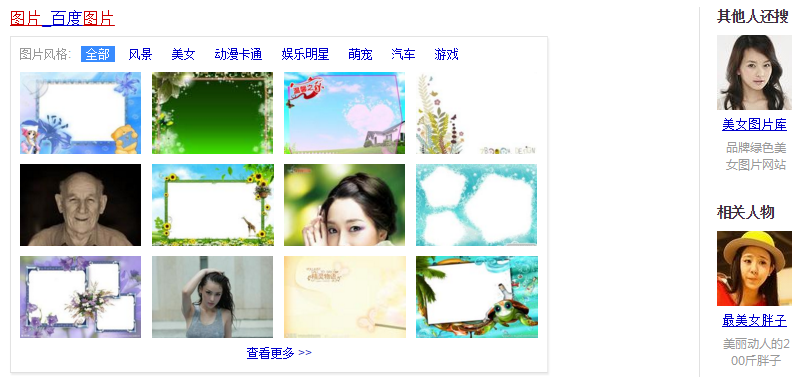 图片_百度图片
图片风格: 全部 风景 美女 动漫卡通 娱乐明星 萌宠 汽车 游戏
查看更多 >>
其他人还搜
美女图片库
品牌绿色美
女图片网站
相关人物
最美女胖子
美丽动人的2
00斤胖子